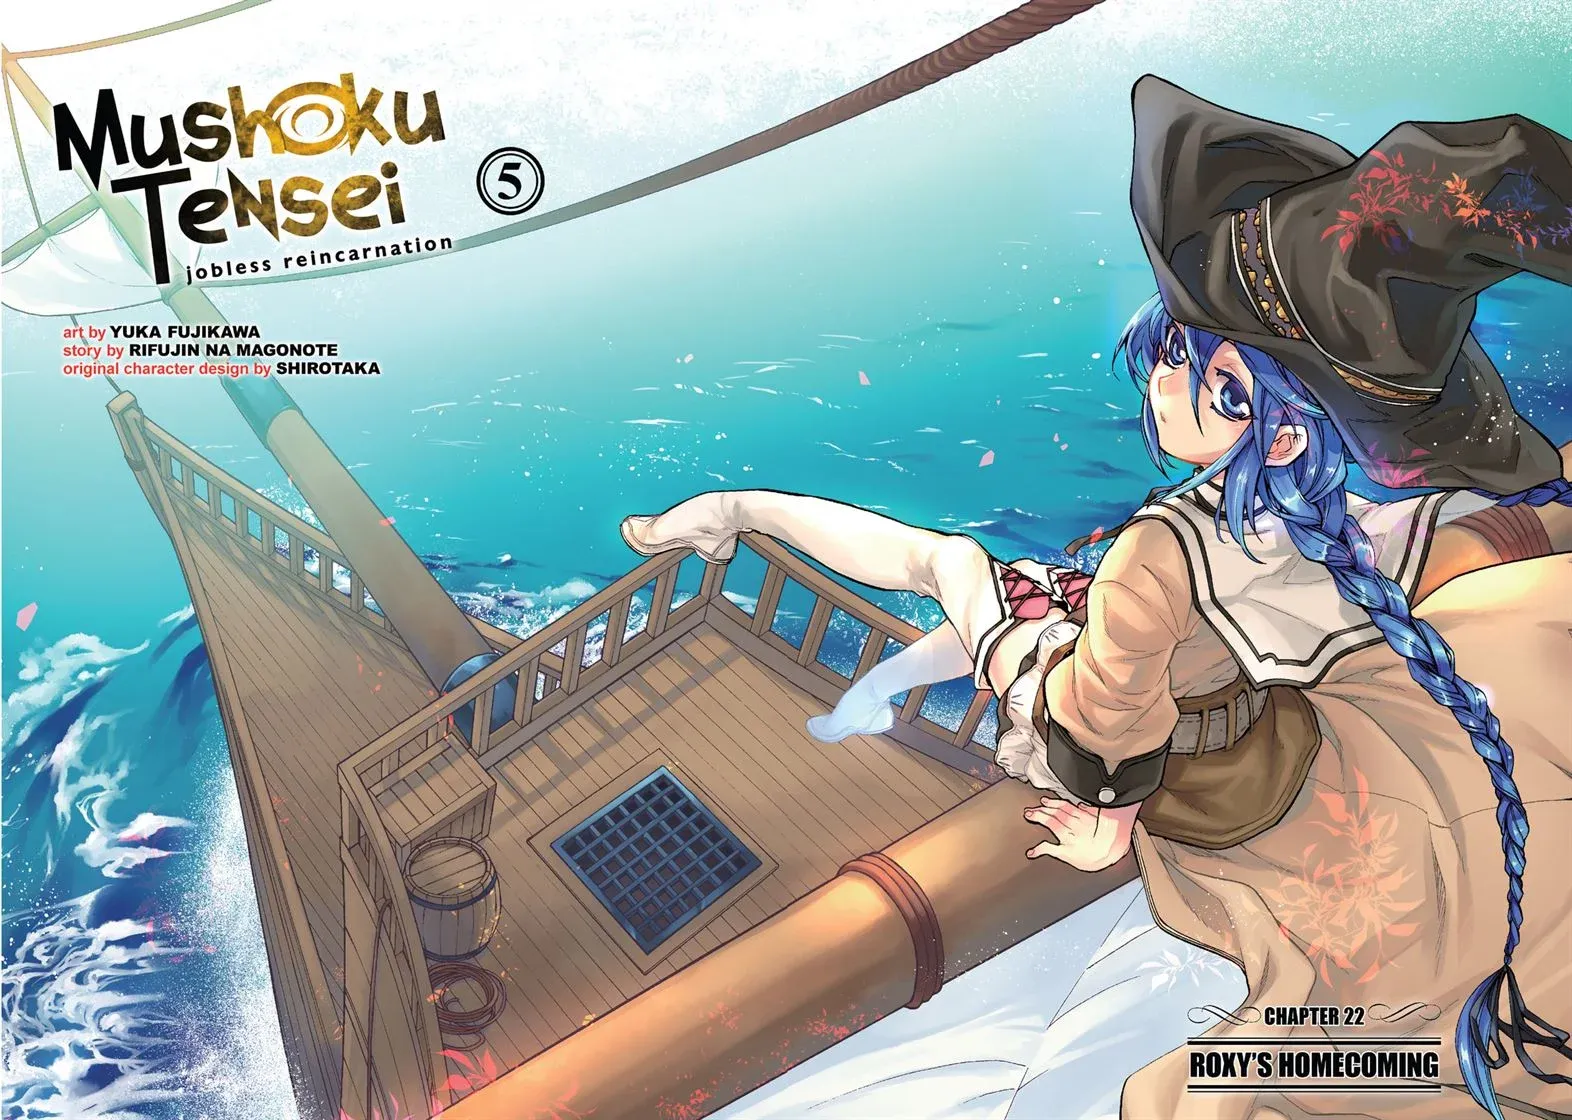 Mushoku
Tensei
jobless reincarnation
5
art by YUKA FUJIKAWA
story by RIFUJIN NA MAGONOTE
original character design by SHIROTAKA
CHAPTER 22
ROXY'S HOMECOMING